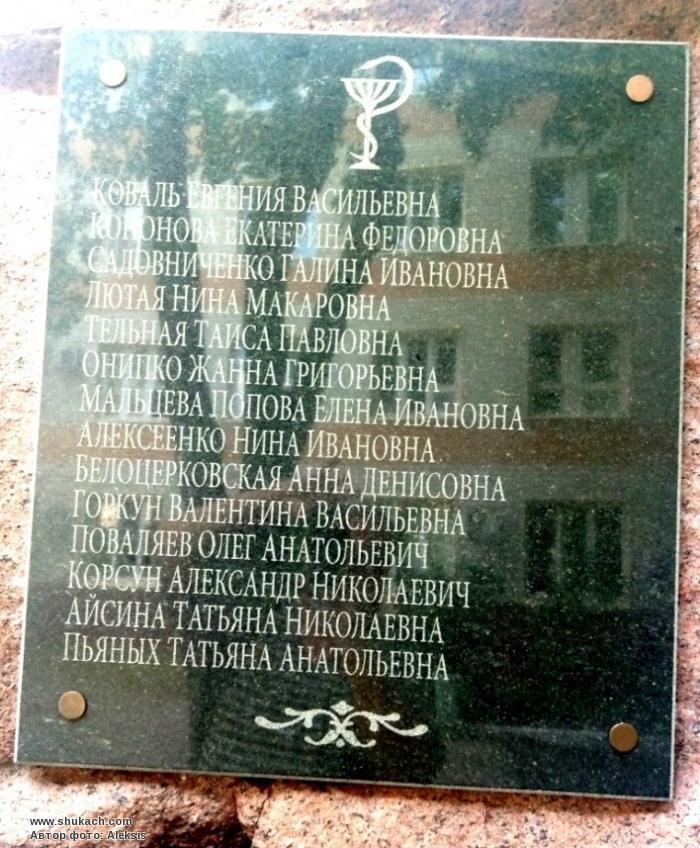 КОВАЛЬ ЕВГЕНИЯ ВАСИЛЬЕВНА
КОНОНОВА ЕКАТЕРИНА ФЕДОРОВНА
САДОВНИЧЕНКО ГАЛИНА ИВАНОВНА
ЛЮТАЯ НИНА МАКАРОВНА
ТЕЛЬНАЯ ТАИСА ПАВЛОВНА
ОНИПКО ЖАННА ГРИГОРЬЕВНА
МАЛЬЦЕВА ПОПОВА ЕЛЕНА ИВАНОВНА
АЛЕКСЕЕНКО НИНА ИВАНОВНА
БЕЛОЦЕРКОВСКАЯ АННА ДЕНИСОВНА
ГОРКУН ВАЛЕНТИНА ВАСИЛЬЕВНА
ПОВАЛЯЕВ ОЛЕГ АНАТОЛЬЕВИЧ
КОРСУН АЛЕКСАНДР НИКОЛАЕВИЧ
АЙСИНА ТАТЬЯНА НИКОЛАЕВНА
ПЬЯНЫХ ТАТЬЯНА АНАТОЛЬЕВНА
www.shukach.com
Автор фото: Aleksis